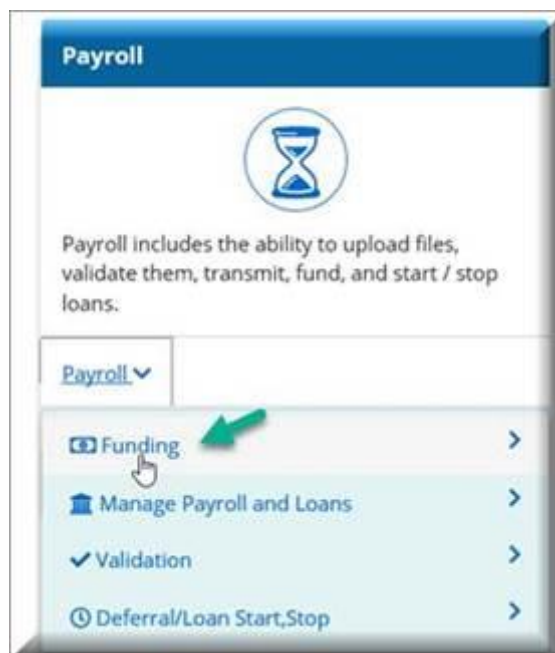 Payroll
Payroll includes the ability to upload files,
validate them, transmit, fund, and start / stop
loans.
Payroll
Funding
Manage Payroll and Loans
Validation
Deferral/Loan Start,Stop